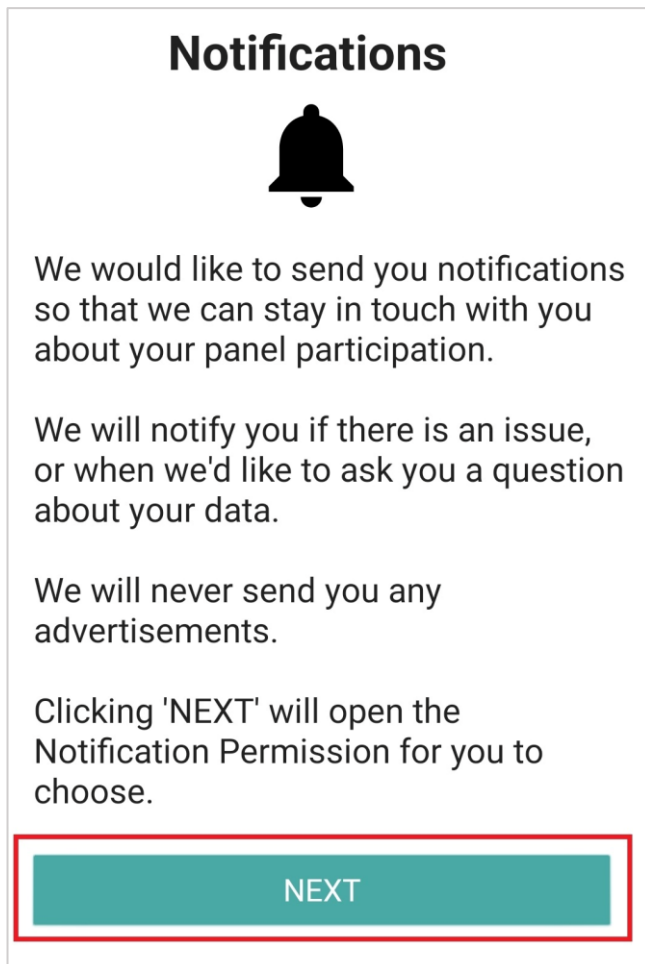 Notifications
We would like to send you notifications
so that we can stay in touch with you
about your panel participation.
We will notify you if there is an issue,
or when we'd like to ask you a question
about your data.
We will never send you any
advertisements.
Clicking 'NEXT' will open the
Notification Permission for you to
choose.
NEXT